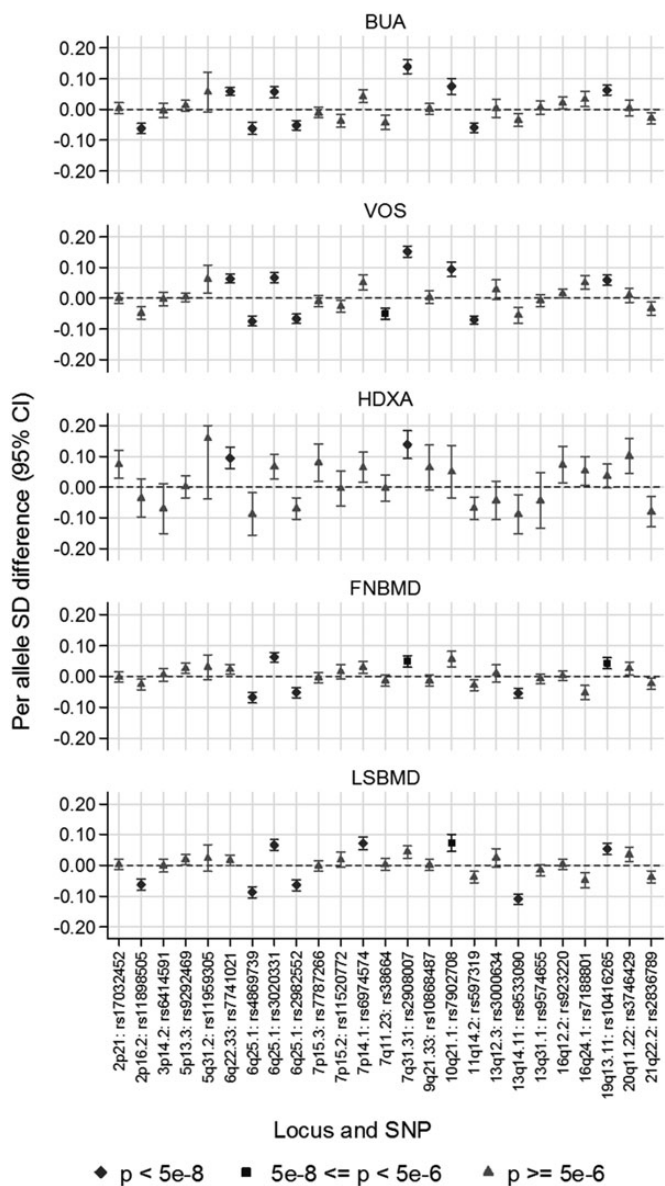 BUA
0.20
0.10
0.00
-0.10
-0.20
VOS
0.20
0.10
0.00
-0.10
-0.20
HDXA
0.20
0.10
0.00
-0.10
-0.20
FNBMD
0.20
0.10
0.00
-0.10
-0.20
LSBMD
0.20
0.10
0.00
-0.10
-0.20
Per allele SD difference (95% CI)
2p21: rs17032452
2p16.2: rs11898505
3p14.2: rs6414591
5p13.3: rs9292469
5q31.2: rs11959305
6q22.33: rs7741021
6q25.1: rs4869739
6q25.1: rs3020331
6q25.1: rs2982552
7p15.3: rs7787266
7p15.2: rs11520772
7p14.1: rs6974574
7q11.23: rs38664
7q31.31: rs2908007
9q21.33: rs10868487
10q21.1: rs7902708
11q14.2: rs597319
13q12.3: rs3000634
13q14.11: rs9533090
13q31.1: rs9574655
16q12.2: rs923220
16q24.1: rs7188801
19q13.11: rs10416265
20q11.22: rs3746429
21q22.2: rs2836789
Locus and SNP
p < 5e-8
5e-8 <= p < 5e-6
p >= 5e-6